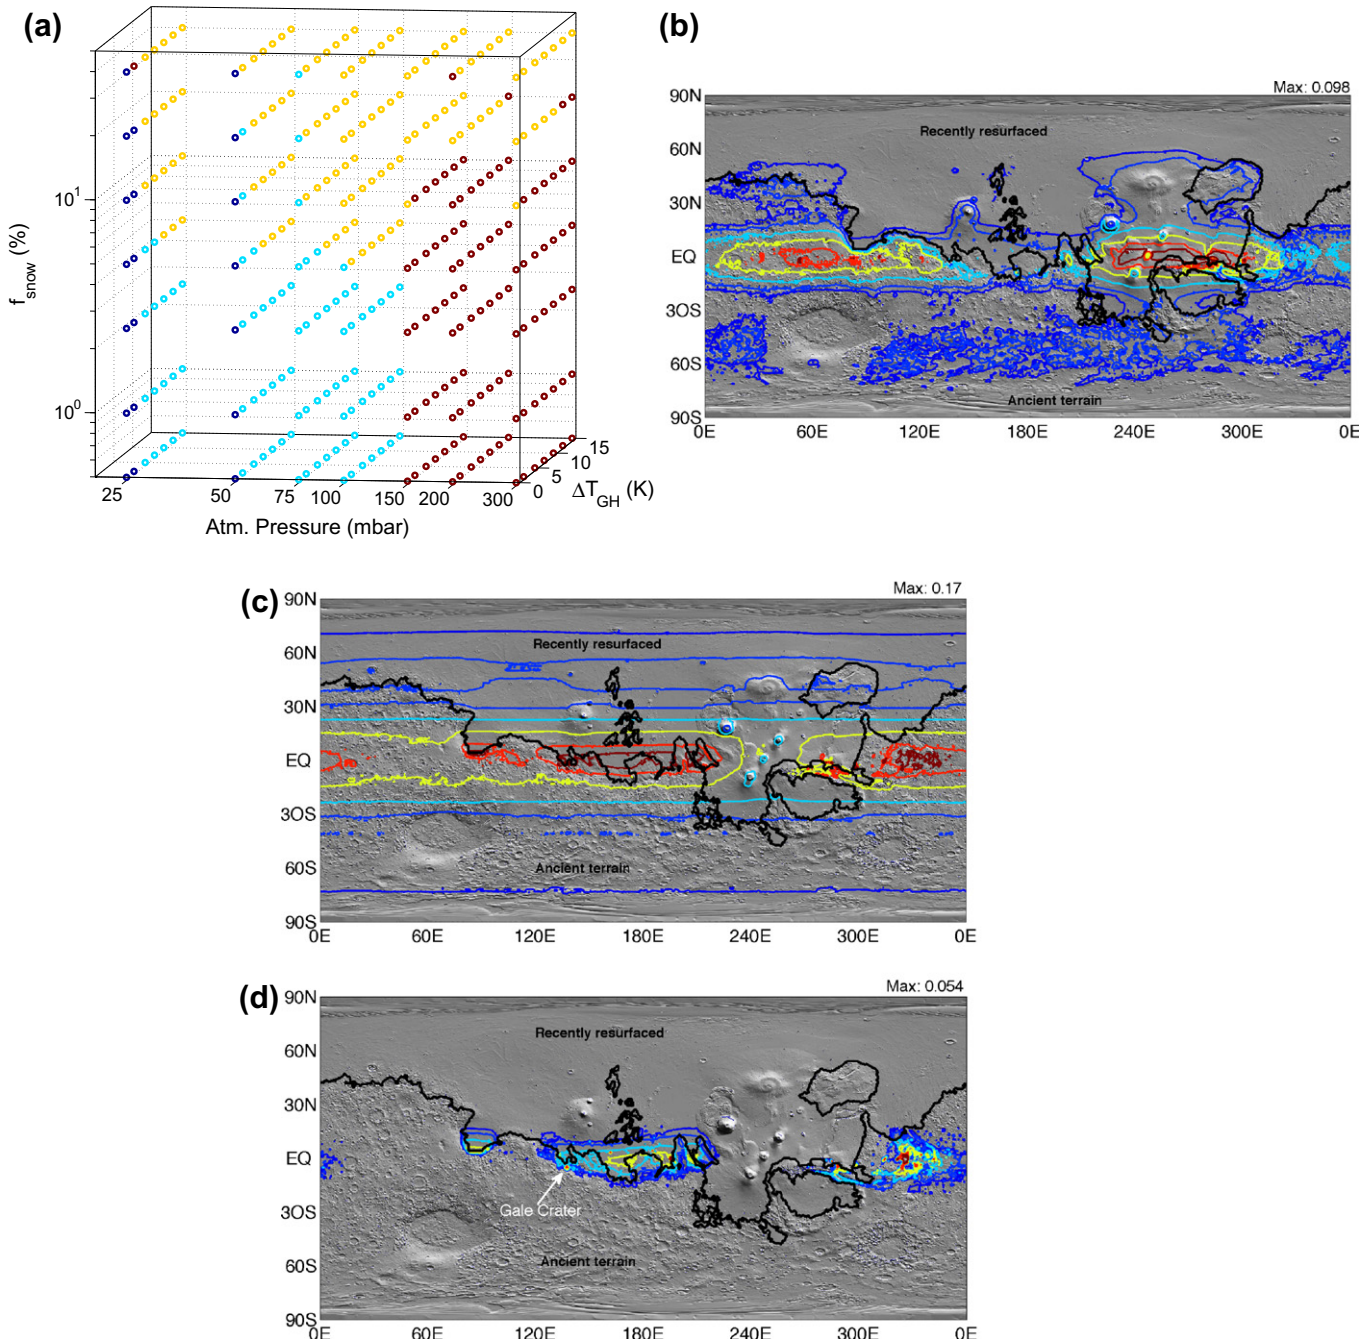 (a)
f_snow (%)
10^1
10^0
25
50
75
100
150
200
300
0
5
10
15
ΔT_GH (K)
Atm. Pressure (mbar)
(b)
Max: 0.098
90N
60N
30N
EQ
30S
60S
90S
Recently resurfaced
Ancient terrain
0E
60E
120E
180E
240E
300E
0E
(c)
Max: 0.17
90N
60N
30N
EQ
30S
60S
90S
Recently resurfaced
Ancient terrain
0E
60E
120E
180E
240E
300E
0E
(d)
Max: 0.054
90N
60N
30N
EQ
30S
60S
90S
Recently resurfaced
Gale Crater
Ancient terrain
0E
60E
120E
180E
240E
300E
0E